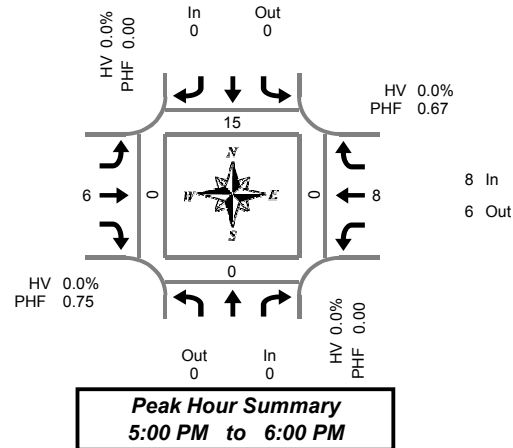 In Out
0 0
HV 0.0%
PHF 0.00
HV 0.0%
PHF 0.67
15
N
6 0 W E 0 8
8 In
6 Out
S
0
HV 0.0%
PHF 0.75
HV 0.0%
PHF 0.00
Out In
0 0
Peak Hour Summary
5:00 PM to 6:00 PM